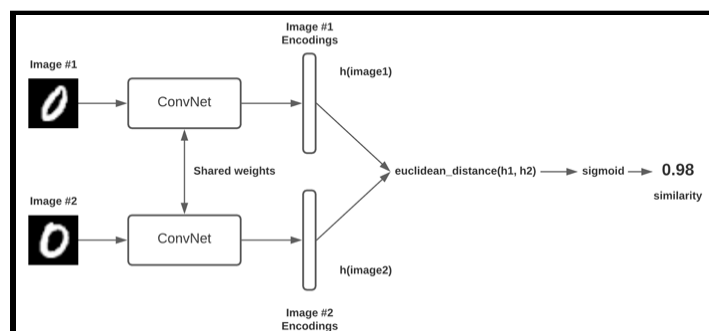 Image #1
Encodings
Image #1
h(image1)
ConvNet
Shared weights
euclidean_distance(h1, h2)
sigmoid
0.98
similarity
Image #2
ConvNet
h(image2)
Image #2
Encodings